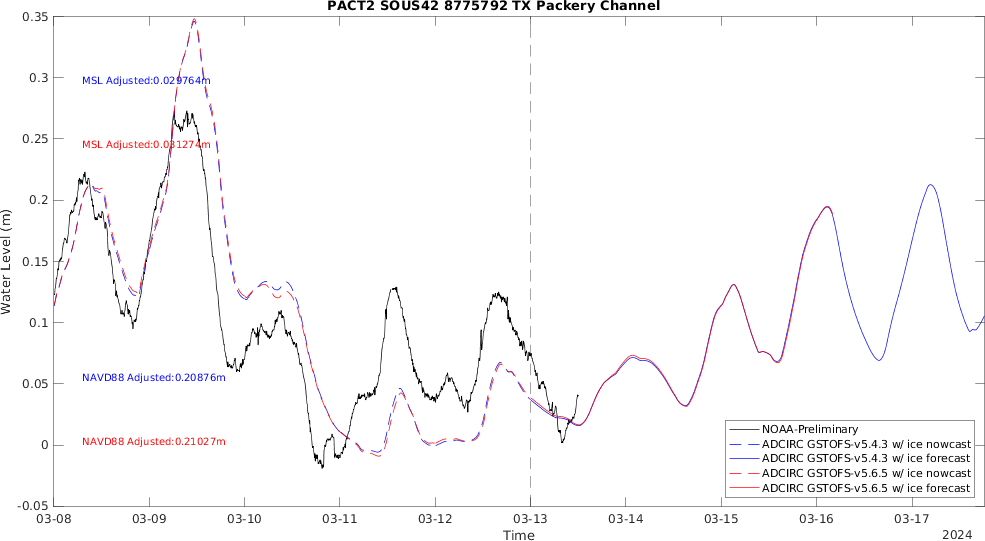 PACT2 SOUS42 8775792 TX Packery Channel
0.35
0.3
0.25
0.2
0.15
0.1
0.05
0
-0.05
Water Level (m)
MSL Adjusted:0.029764m
MSL Adjusted:0.031274m
NAVD88 Adjusted:0.20876m
NAVD88 Adjusted:0.21027m
NOAA-Preliminary
ADCIRC GSTOFS-v5.4.3 w/ ice nowcast
ADCIRC GSTOFS-v5.4.3 w/ ice forecast
ADCIRC GSTOFS-v5.6.5 w/ ice nowcast
ADCIRC GSTOFS-v5.6.5 w/ ice forecast
03-08 03-09 03-10 03-11 03-12 03-13 03-14 03-15 03-16 03-17
Time
2024